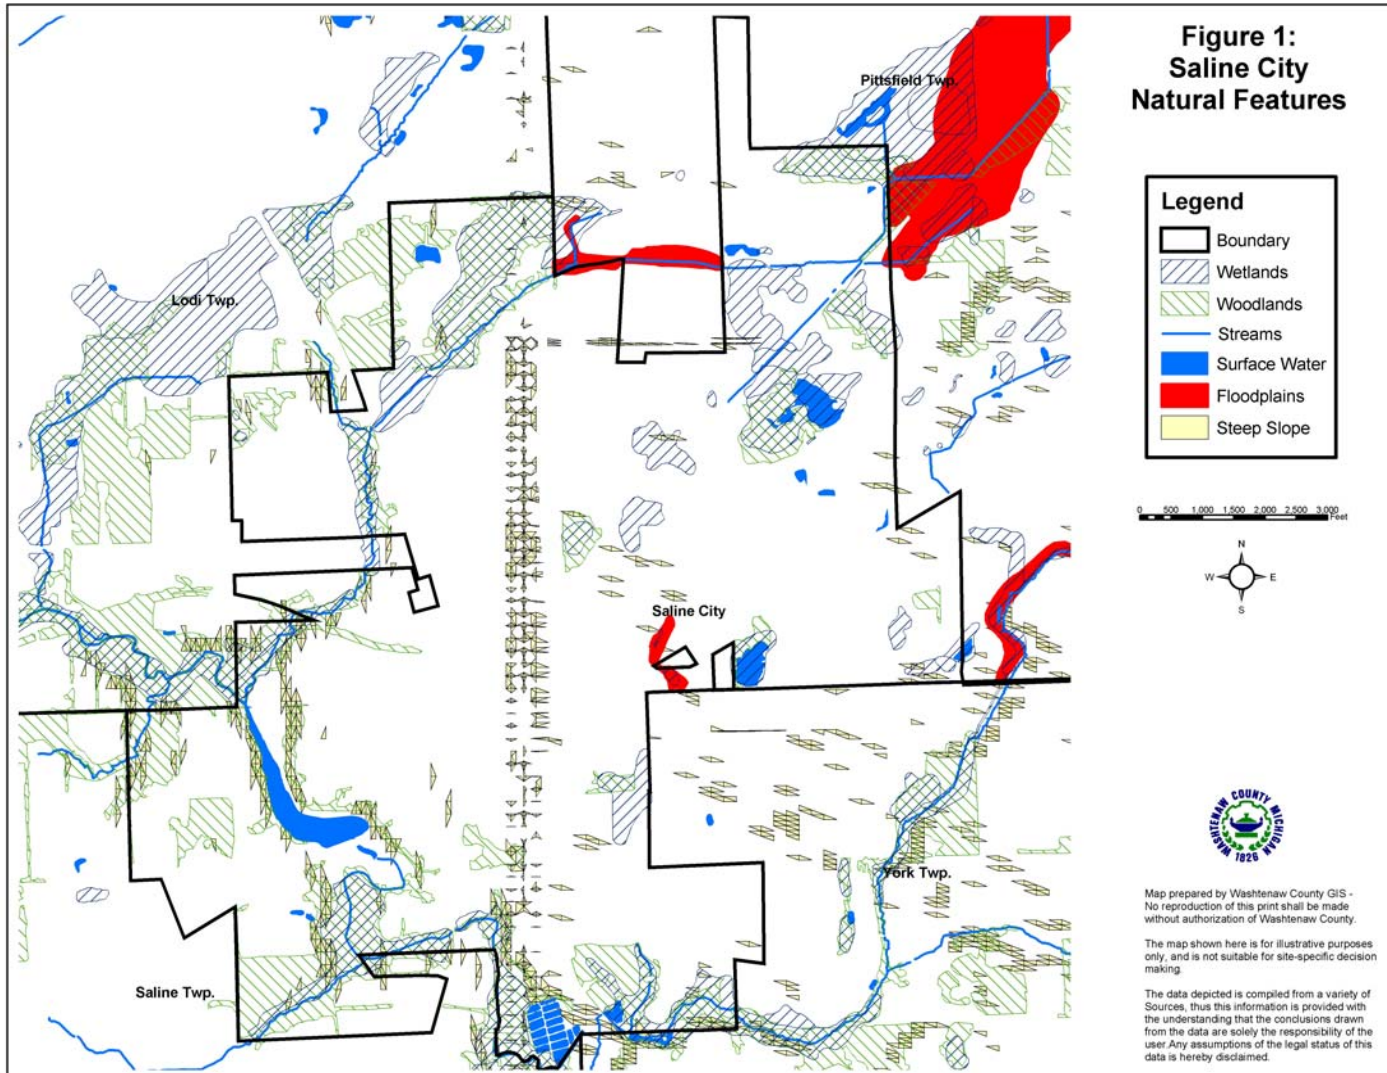 Figure 1:
Saline City
Natural Features
Pittsfield Twp.
Lodi Twp.
Saline City
York Twp.
Saline Twp.
Legend
Boundary
Wetlands
Woodlands
Streams
Surface Water
Floodplains
Steep Slope
0 500 1,000 1,500 2,000 2,500 3,000
Feet
N
W E
S
WASHTENAW COUNTY MICHIGAN
1826
Map prepared by Washtenaw County GIS -
No reproduction of this print shall be made
without authorization of Washtenaw County.
The map shown here is for illustrative purposes
only, and is not suitable for site-specific decision
making.
The data depicted is compiled from a variety of
Sources, thus this information is provided with
the understanding that the conclusions drawn
from the data are solely the responsibility of the
user.Any assumptions of the legal status of this
data is hereby disclaimed.